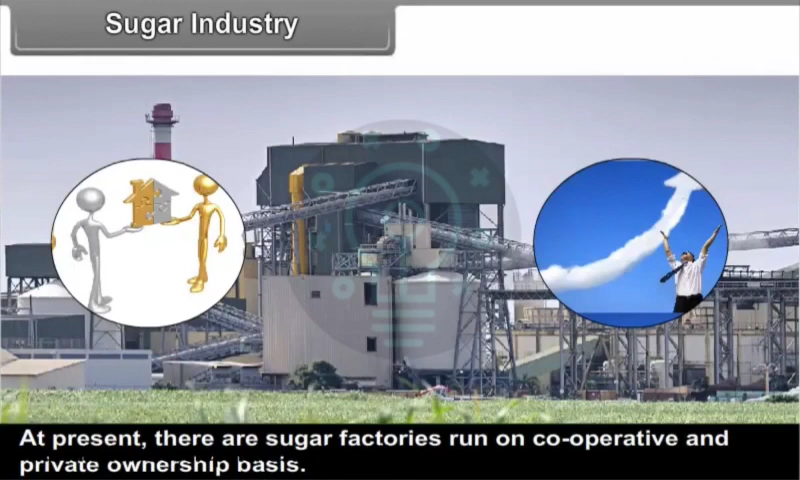 Sugar Industry
At present, there are sugar factories run on co-operative and
private ownership basis.